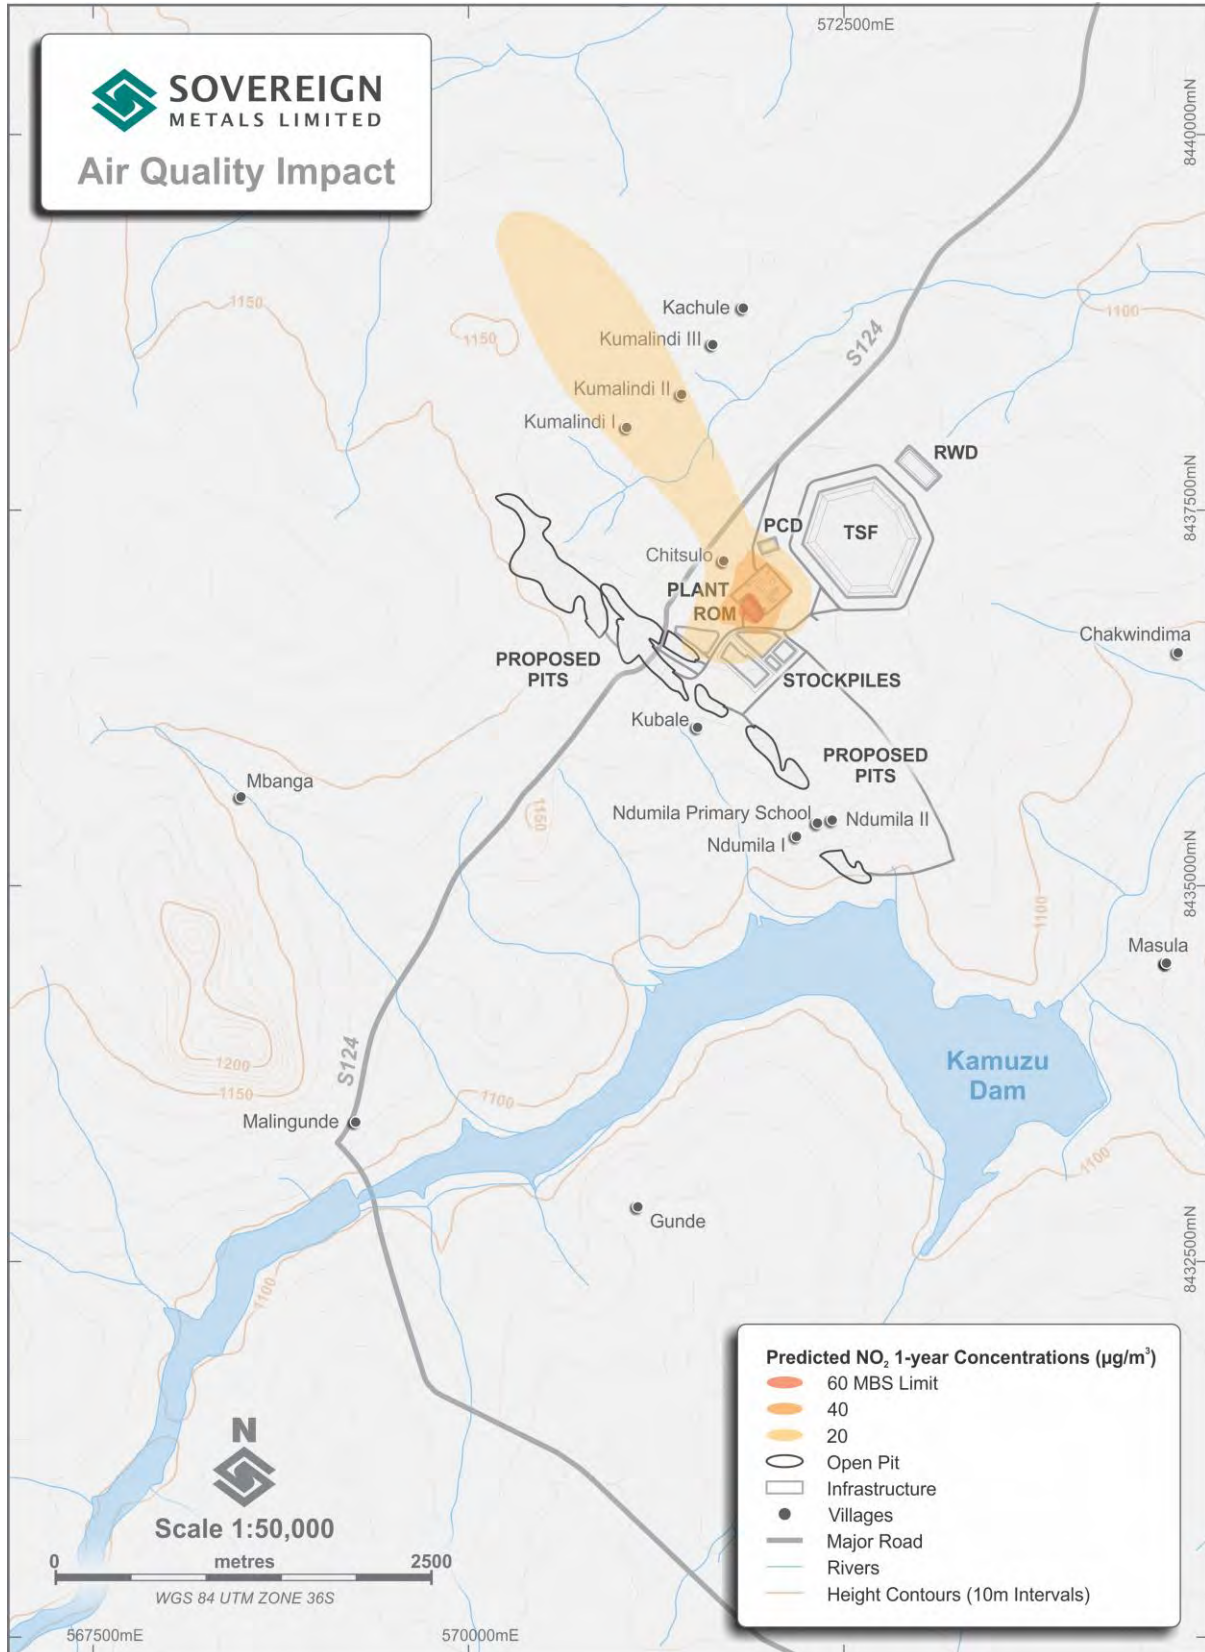 572500mE
SOVEREIGN
METALS LIMITED
Air Quality Impact
8440000mN
1150
1150
1100
S124
Kachule
Kumalindi III
Kumalindi II
Kumalindi I
RWD
8437500mN
PCD
TSF
Chitsulo
PLANT
ROM
Chakwindima
PROPOSED
PITS
STOCKPILES
Kubale
PROPOSED
PITS
Mbanga
1150
Ndumila Primary School
Ndumila II
Ndumila I
8435000mN
1100
Masula
S124
1200
1150
1100
Kamuzu
Dam
Malingunde
1100
Gunde
8432500mN
1100
Predicted NO₂ 1-year Concentrations (µg/m³)
60 MBS Limit
40
20
Open Pit
Infrastructure
Villages
Major Road
Rivers
Height Contours (10m Intervals)
N
Scale 1:50,000
0 metres 2500
WGS 84 UTM ZONE 36S
567500mE
570000mE